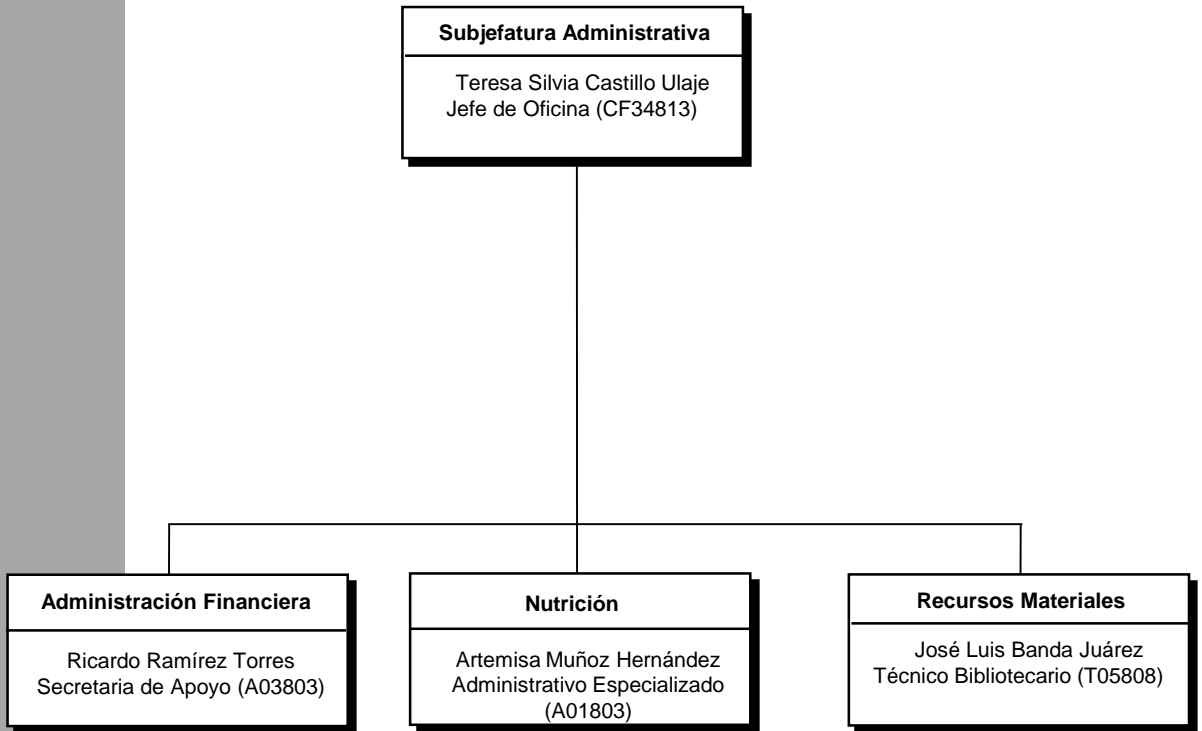 Subjefatura Administrativa
Teresa Silvia Castillo Ulaje
Jefe de Oficina (CF34813)
Administración Financiera
Ricardo Ramírez Torres
Secretaria de Apoyo (A03803)
Nutrición
Artemisa Muñoz Hernández
Administrativo Especializado
(A01803)
Recursos Materiales
José Luis Banda Juárez
Técnico Bibliotecario (T05808)